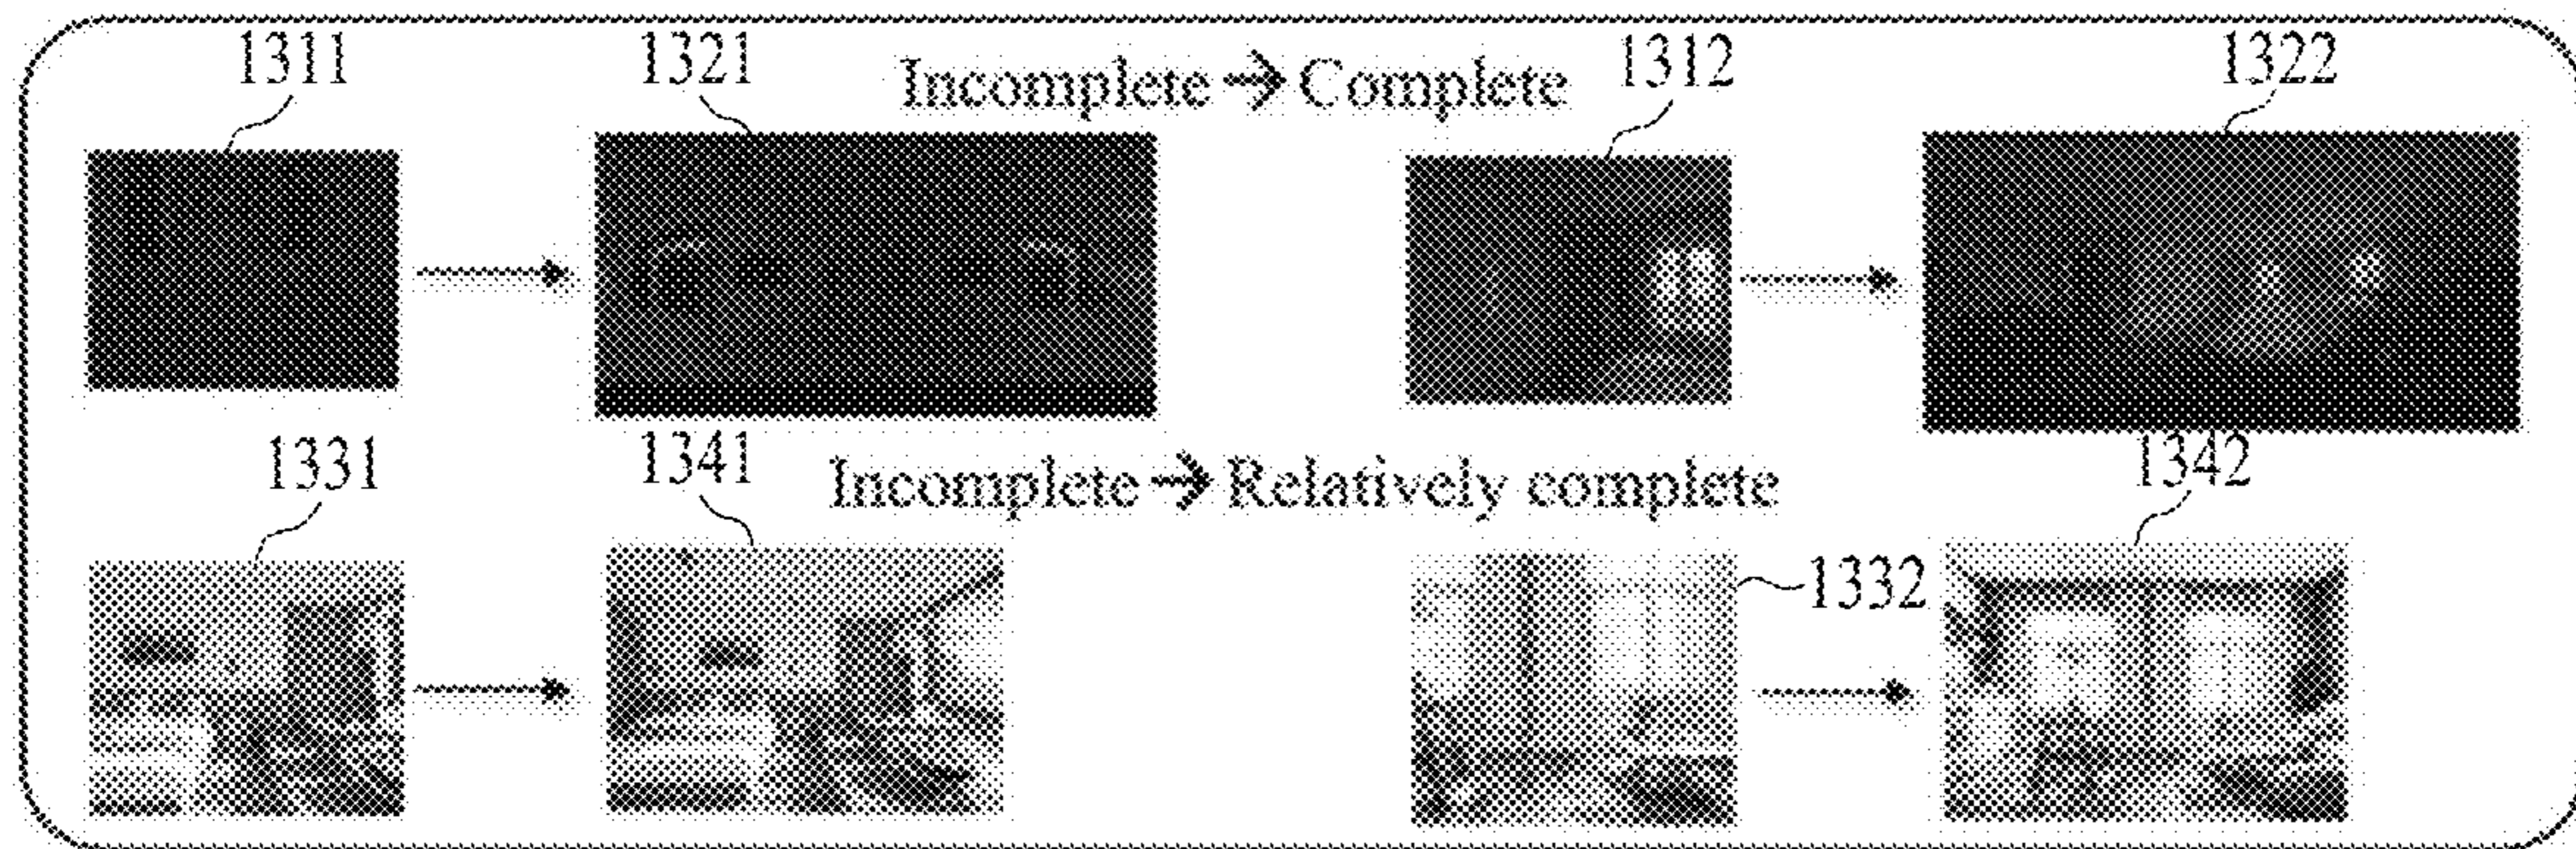 1311 1321 Incomplete → Complete 1312 1322
1331 1341 Incomplete → Relatively complete 1342
1332